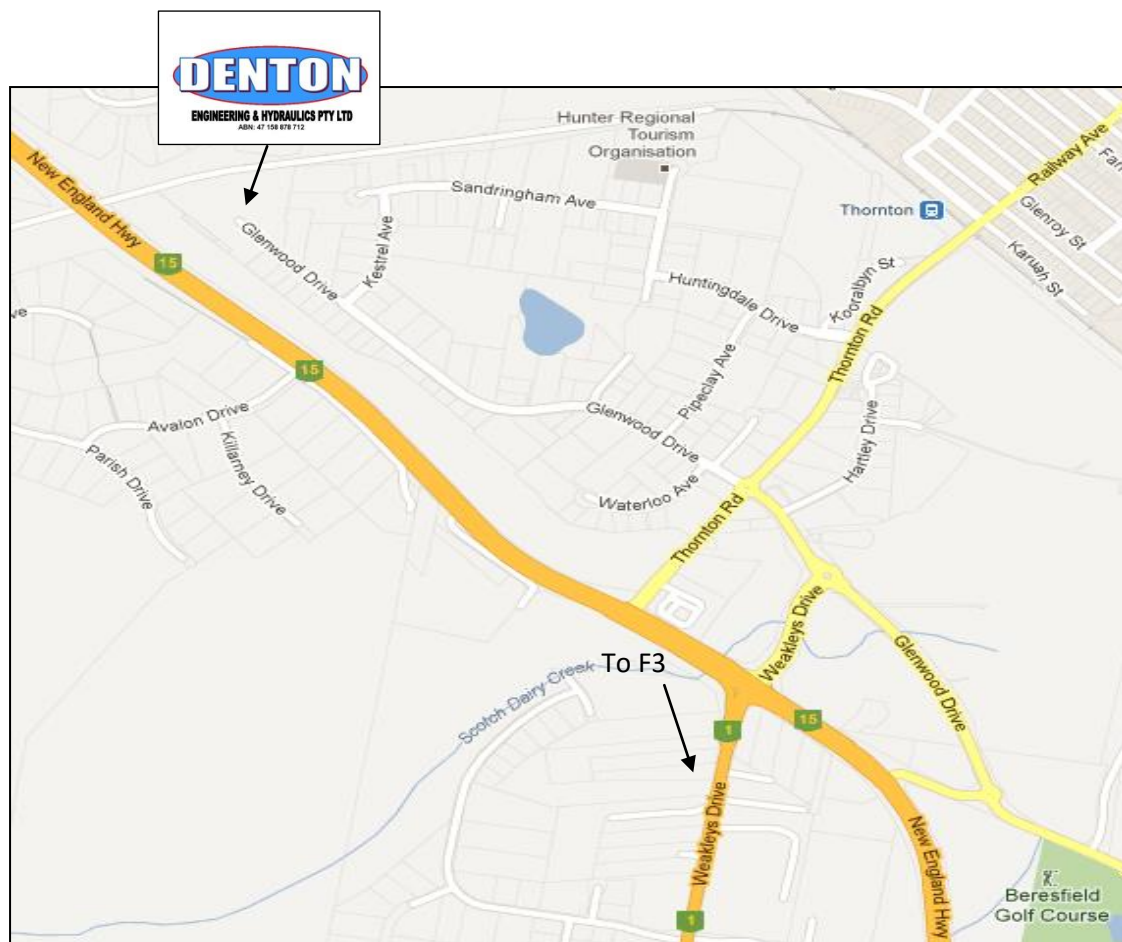 DENTON
ENGINEERING & HYDRAULICS PTY LTD
ABN: 47 158 878 712
Hunter Regional
Tourism
Organisation
Railway Ave
New England Hwy
Sandringham Ave
Thornton
Glenroy St
Karuah St
15
Glenwood Drive
Kestrel Ave
Huntingdale Drive
Kooralbyn St
Thornton Rd
15
Pipeclay Ave
Avalon Drive
Killarney Drive
Parish Drive
Glenwood Drive
Hartley Drive
Waterloo Ave
Thornton Rd
Weakleys Drive
To F3
Scotch Dairy Creek
Glenwood Drive
1
15
Weakleys Drive
New England Hwy
1
Beresfield
Golf Course